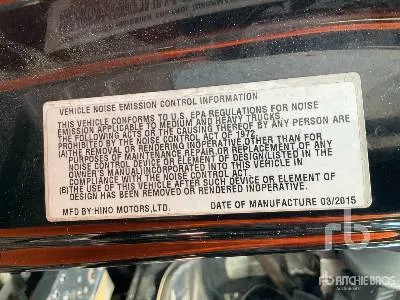 VEHICLE NOISE EMISSION CONTROL INFORMATION
THIS VEHICLE CONFORMS TO U.S. EPA REGULATIONS FOR NOISE
EMISSION APPLICABLE TO MEDIUM AND HEAVY TRUCKS.
THE FOLLOWING ACTS OR THE CAUSING THEREOF BY ANY PERSON ARE
PROHIBITED BY THE NOISE CONTROL ACT OF 1972.
(A)THE REMOVAL OR RENDERING INOPERATIVE OTHER THAN FOR
PURPOSES OF MAINTENANCE REPAIR, OR REPLACEMENT OF ANY
NOISE CONTROL DEVICE OR ELEMENT OF DESIGN(LISTED IN THE
OWNER'S MANUAL)INCORPORATED INTO THIS VEHICLE IN
COMPLIANCE WITH THE NOISE CONTROL ACT.
(B)THE USE OF THIS VEHICLE AFTER SUCH DEVICE OR ELEMENT OF
DESIGN HAS BEEN REMOVED OR RENDERED INOPERATIVE.
MFD BY:HINO MOTORS,LTD. DATE OF MANUFACTURE 03/2015
rb
RITCHIE BROS
Auctioneers